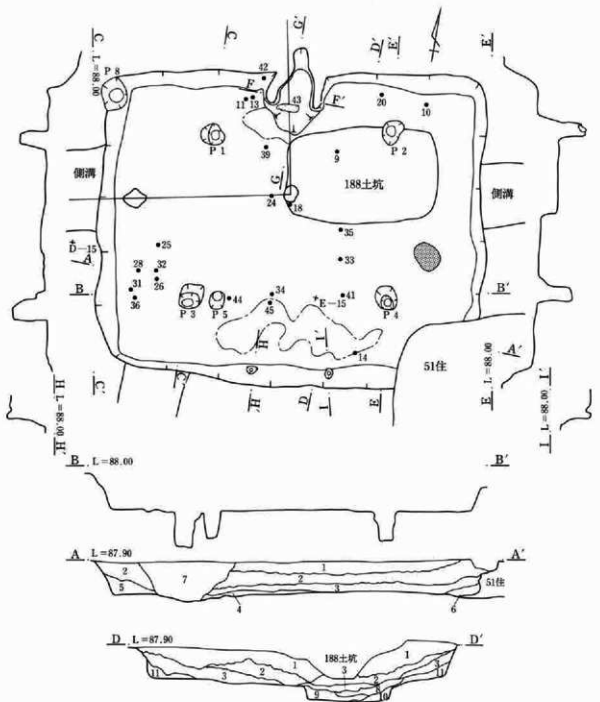 G′
C
C′
D′
E′
E′
L=88.00
P 8
42
F
F′
43
11
13
20
10
P 1
P 2
39
9
側溝
G
188土坑
側溝
24
18
D-15
A
25
35
28
32
33
26
31
B
36
P 3
P 5
44
34
45
E-15
41
P 4
B′
H
I
14
A′
51住
L=88.00
H
L=88.00
H′
C′
C
H′
D
I
E
E
I′
L=88.00
I
B
L=88.00
B′
A
L=87.90
A′
2
7
1
2
5
3
51住
4
6
D
L=87.90
D′
188土坑
1
3
1
2
2
3
11
3
11
9